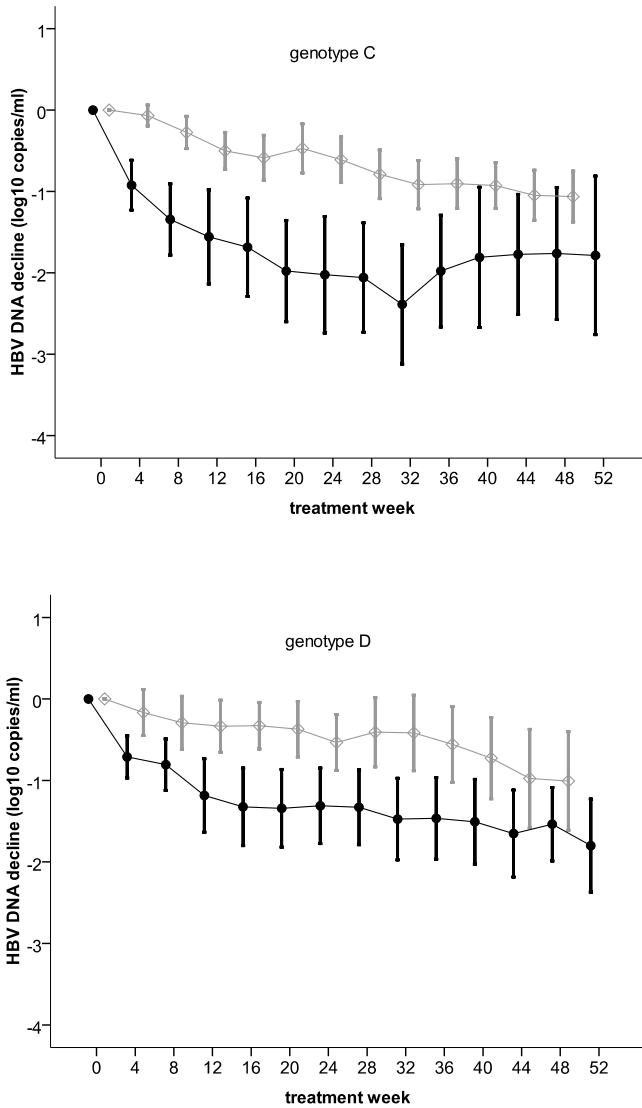 genotype C
HBV DNA decline (log10 copies/ml)
1
0
-1
-2
-3
-4
0 4 8 12 16 20 24 28 32 36 40 44 48 52
treatment week
genotype D
HBV DNA decline (log10 copies/ml)
1
0
-1
-2
-3
-4
0 4 8 12 16 20 24 28 32 36 40 44 48 52
treatment week